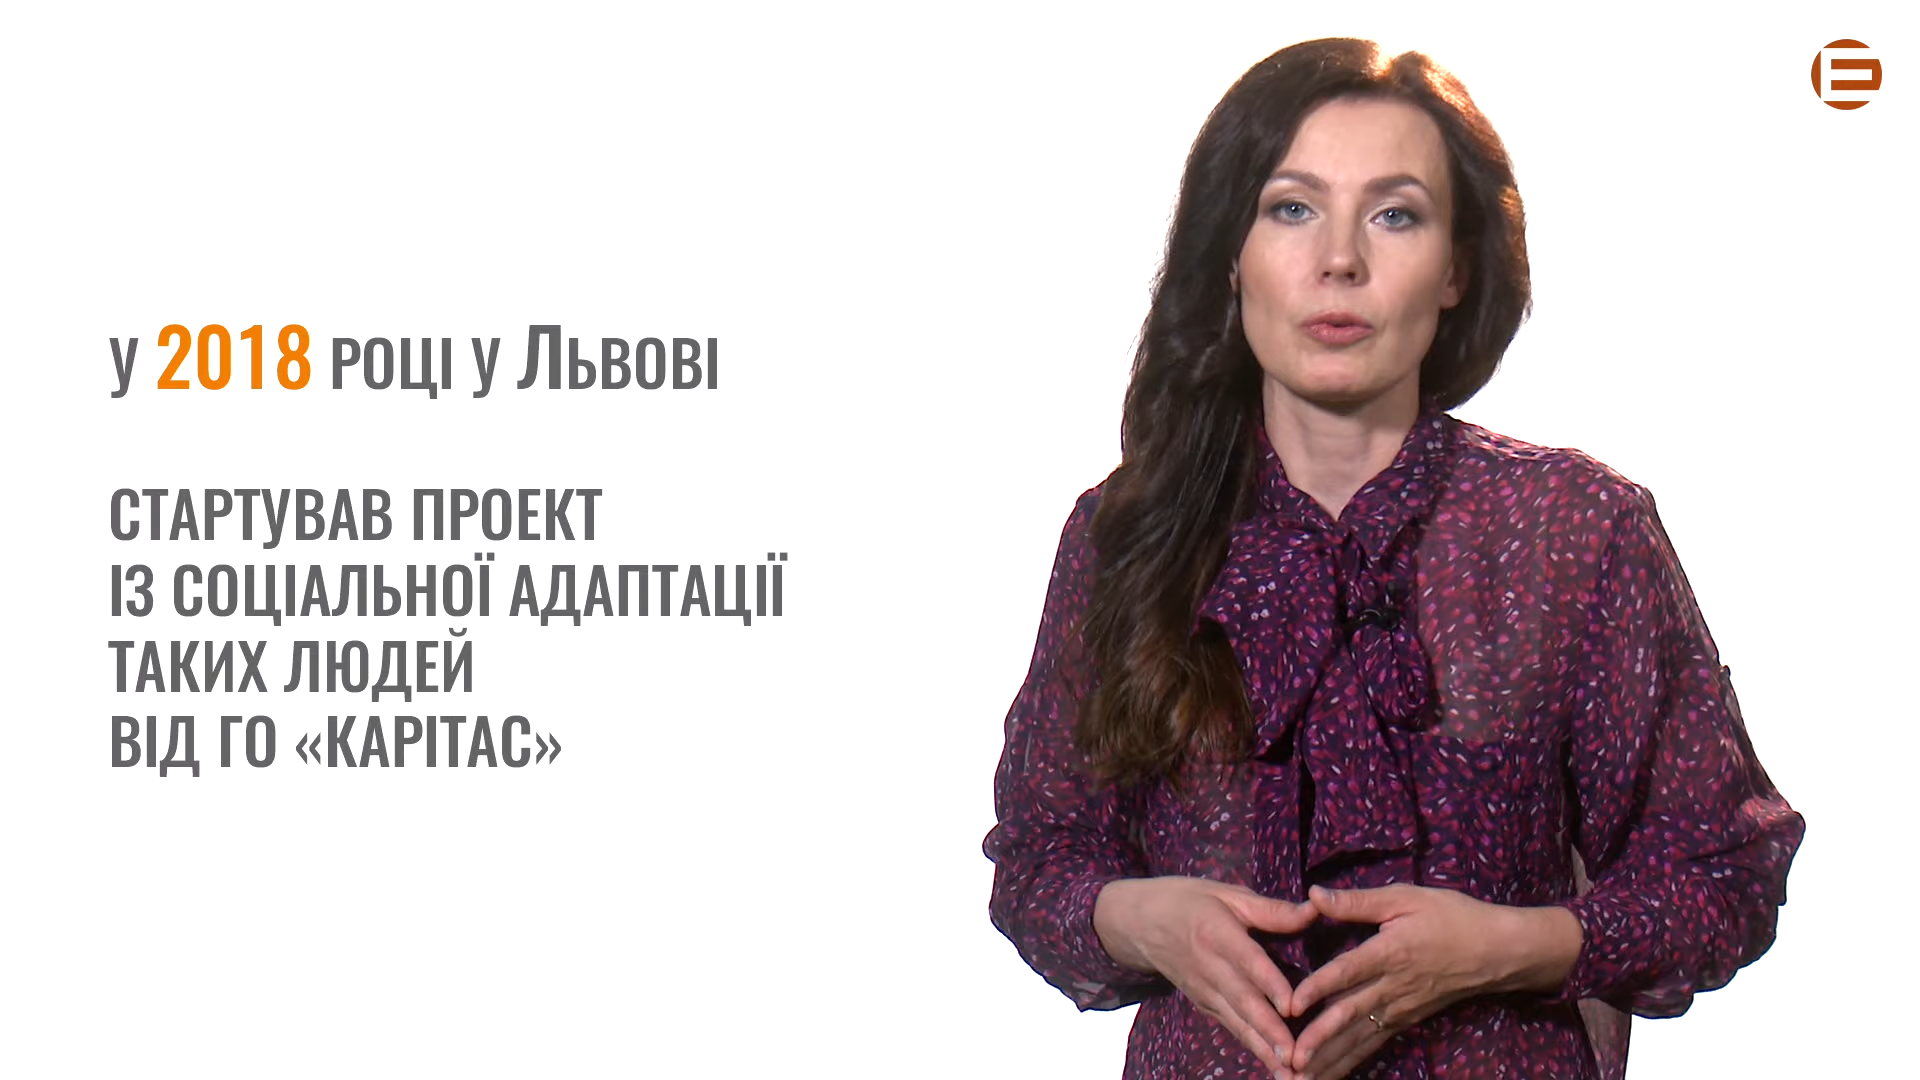 У 2018 РОЦІ У ЛЬВОВІ
СТАРТУВАВ ПРОЕКТ
ІЗ СОЦІАЛЬНОЇ АДАПТАЦІЇ
ТАКИХ ЛЮДЕЙ
ВІД ГО «КАРІТАС»